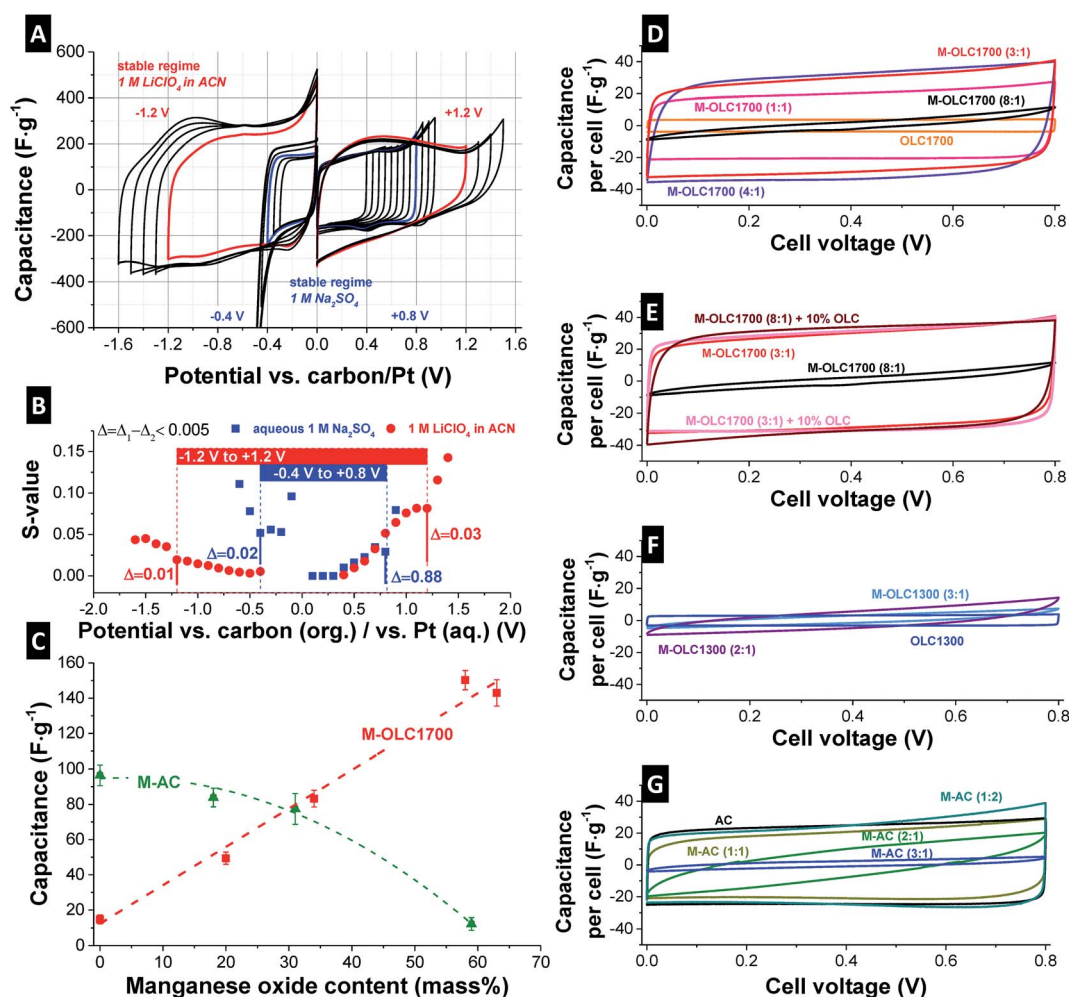 A
Capacitance (F·g⁻¹)
600
400
200
0
-200
-400
-600
stable regime
1 M LiClO₄ in ACN
-1.2 V
+1.2 V
stable regime
1 M Na₂SO₄
-0.4 V
+0.8 V
-1.6 -1.2 -0.8 -0.4 0.0 0.4 0.8 1.2 1.6
Potential vs. carbon/Pt (V)
B
S-value
0.15
0.10
0.05
0.00
Δ=Δ₁−Δ₂< 0.005
aqueous 1 M Na₂SO₄
1 M LiClO₄ in ACN
-1.2 V to +1.2 V
-0.4 V to +0.8 V
Δ=0.01
Δ=0.02
Δ=0.88
Δ=0.03
-2.0 -1.5 -1.0 -0.5 0.0 0.5 1.0 1.5 2.0
Potential vs. carbon (org.) / vs. Pt (aq.) (V)
C
Capacitance (F·g⁻¹)
160
140
120
100
80
60
40
20
0
M-OLC1700
M-AC
0 10 20 30 40 50 60 70
Manganese oxide content (mass%)
D
Capacitance
per cell (F·g⁻¹)
40
20
0
-20
-40
M-OLC1700 (3:1)
M-OLC1700 (1:1)
M-OLC1700 (8:1)
OLC1700
M-OLC1700 (4:1)
0.0 0.2 0.4 0.6 0.8
Cell voltage (V)
E
Capacitance
per cell (F·g⁻¹)
40
20
0
-20
-40
M-OLC1700 (8:1) + 10% OLC
M-OLC1700 (3:1)
M-OLC1700 (8:1)
M-OLC1700 (3:1) + 10% OLC
0.0 0.2 0.4 0.6 0.8
Cell voltage (V)
F
Capacitance
per cell (F·g⁻¹)
40
20
0
-20
-40
M-OLC1300 (3:1)
M-OLC1300 (2:1)
OLC1300
0.0 0.2 0.4 0.6 0.8
Cell voltage (V)
G
Capacitance
per cell (F·g⁻¹)
40
20
0
-20
-40
M-AC (1:2)
AC
M-AC (2:1)
M-AC (1:1)
M-AC (3:1)
0.0 0.2 0.4 0.6 0.8
Cell voltage (V)